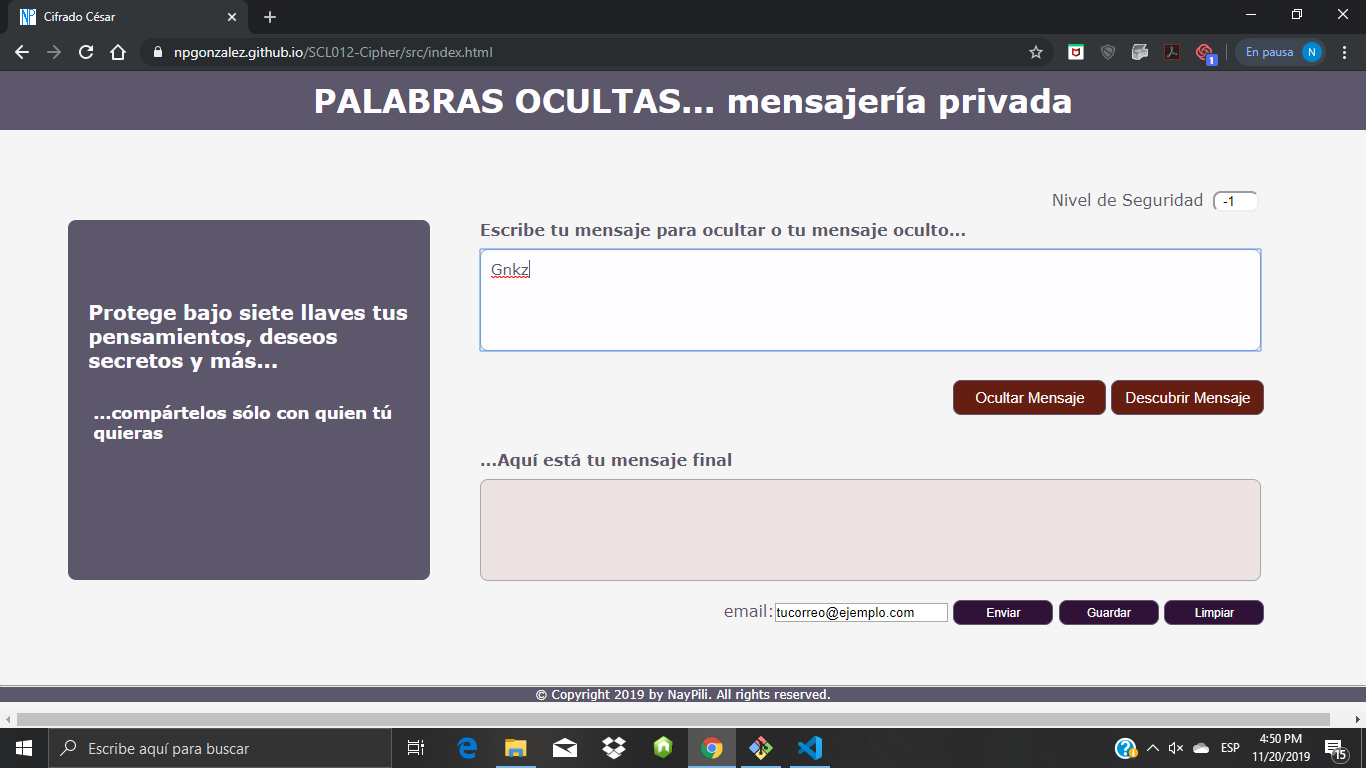 Cifrado César
npgonzalez.github.io/SCL012-Cipher/src/index.html
1
En pausa
N
PALABRAS OCULTAS... mensajería privada
Nivel de Seguridad -1
Escribe tu mensaje para ocultar o tu mensaje oculto...
Gnkz
Protege bajo siete llaves tus
pensamientos, deseos
secretos y más...
...compártelos sólo con quien tú
quieras
Ocultar Mensaje Descubrir Mensaje
...Aquí está tu mensaje final
email: tucorreo@ejemplo.com Enviar Guardar Limpiar
© Copyright 2019 by NayPili. All rights reserved.
Escribe aquí para buscar
ESP
4:50 PM
11/20/2019
15